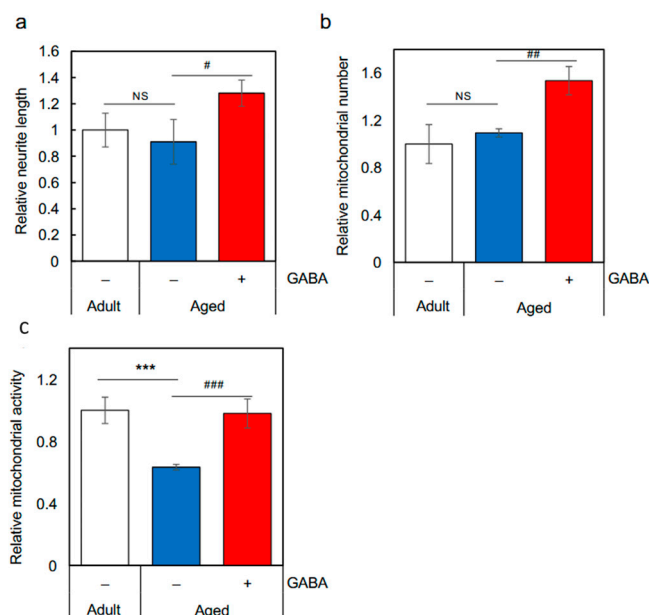 a
Relative neurite length
1.6
1.4
1.2
1
0.8
0.6
0.4
0.2
0
NS
#
– – + GABA
Adult Aged
b
Relative mitochondrial number
1.6
1.2
0.8
0.4
0
NS
##
– – + GABA
Adult Aged
c
Relative mitochondrial activity
1.2
0.8
0.4
0
***
###
– – + GABA
Adult Aged